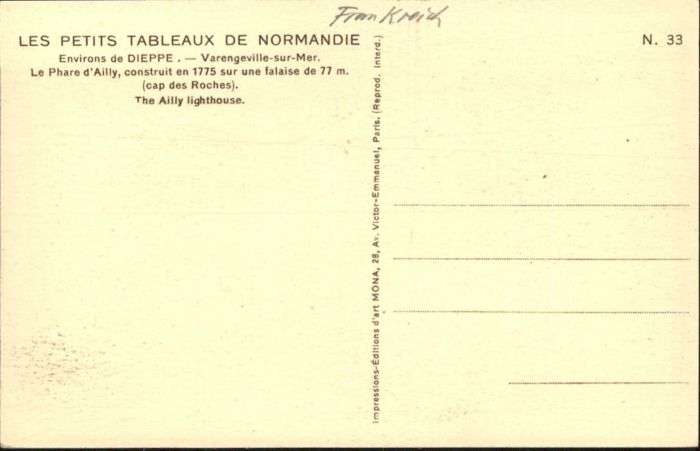 Frankreich
LES PETITS TABLEAUX DE NORMANDIE
N. 33
Environs de DIEPPE . — Varengeville-sur-Mer.
Le Phare d'Ailly, construit en 1775 sur une falaise de 77 m.
(cap des Roches).
The Ailly lighthouse.
Impressions-Éditions d'art MONA, 28, Av. Victor-Emmanuel, Paris. (Reprod. interd.)